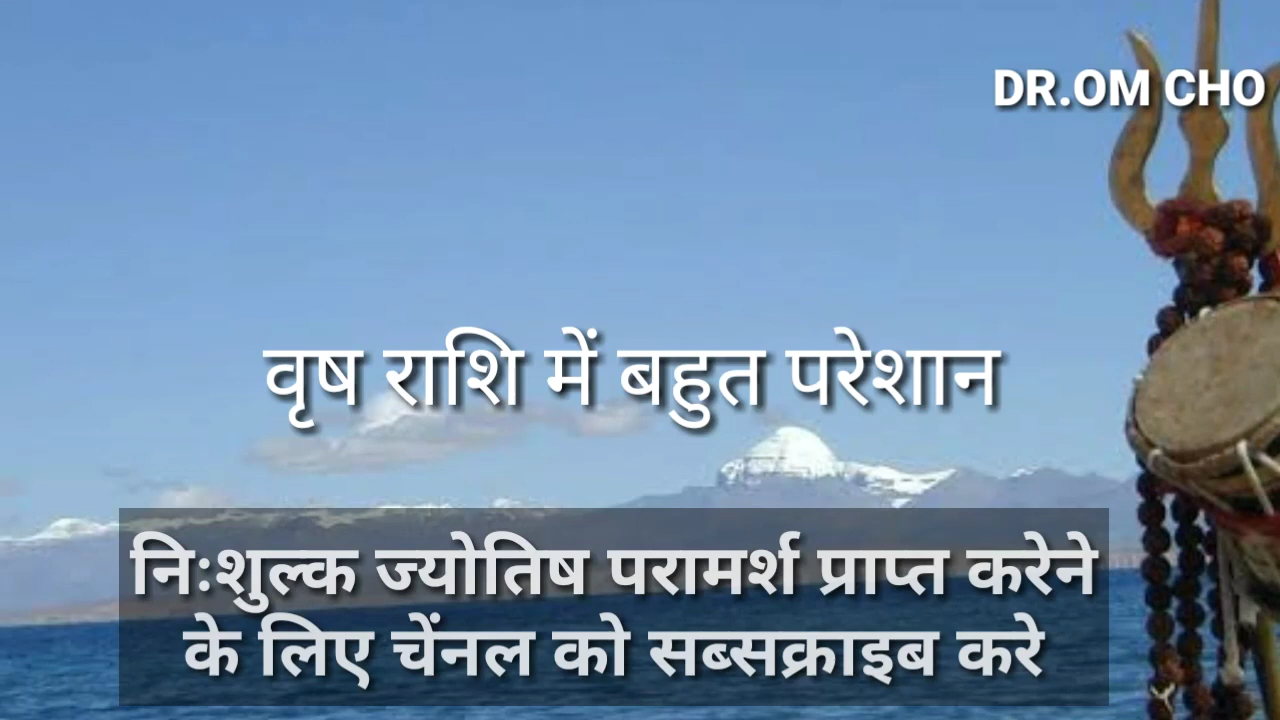 DR.OM CHO
वृष राशि में बहुत परेशान
निःशुल्क ज्योतिष परामर्श प्राप्त करेने
के लिए चेंनल को सब्सक्राइब करे